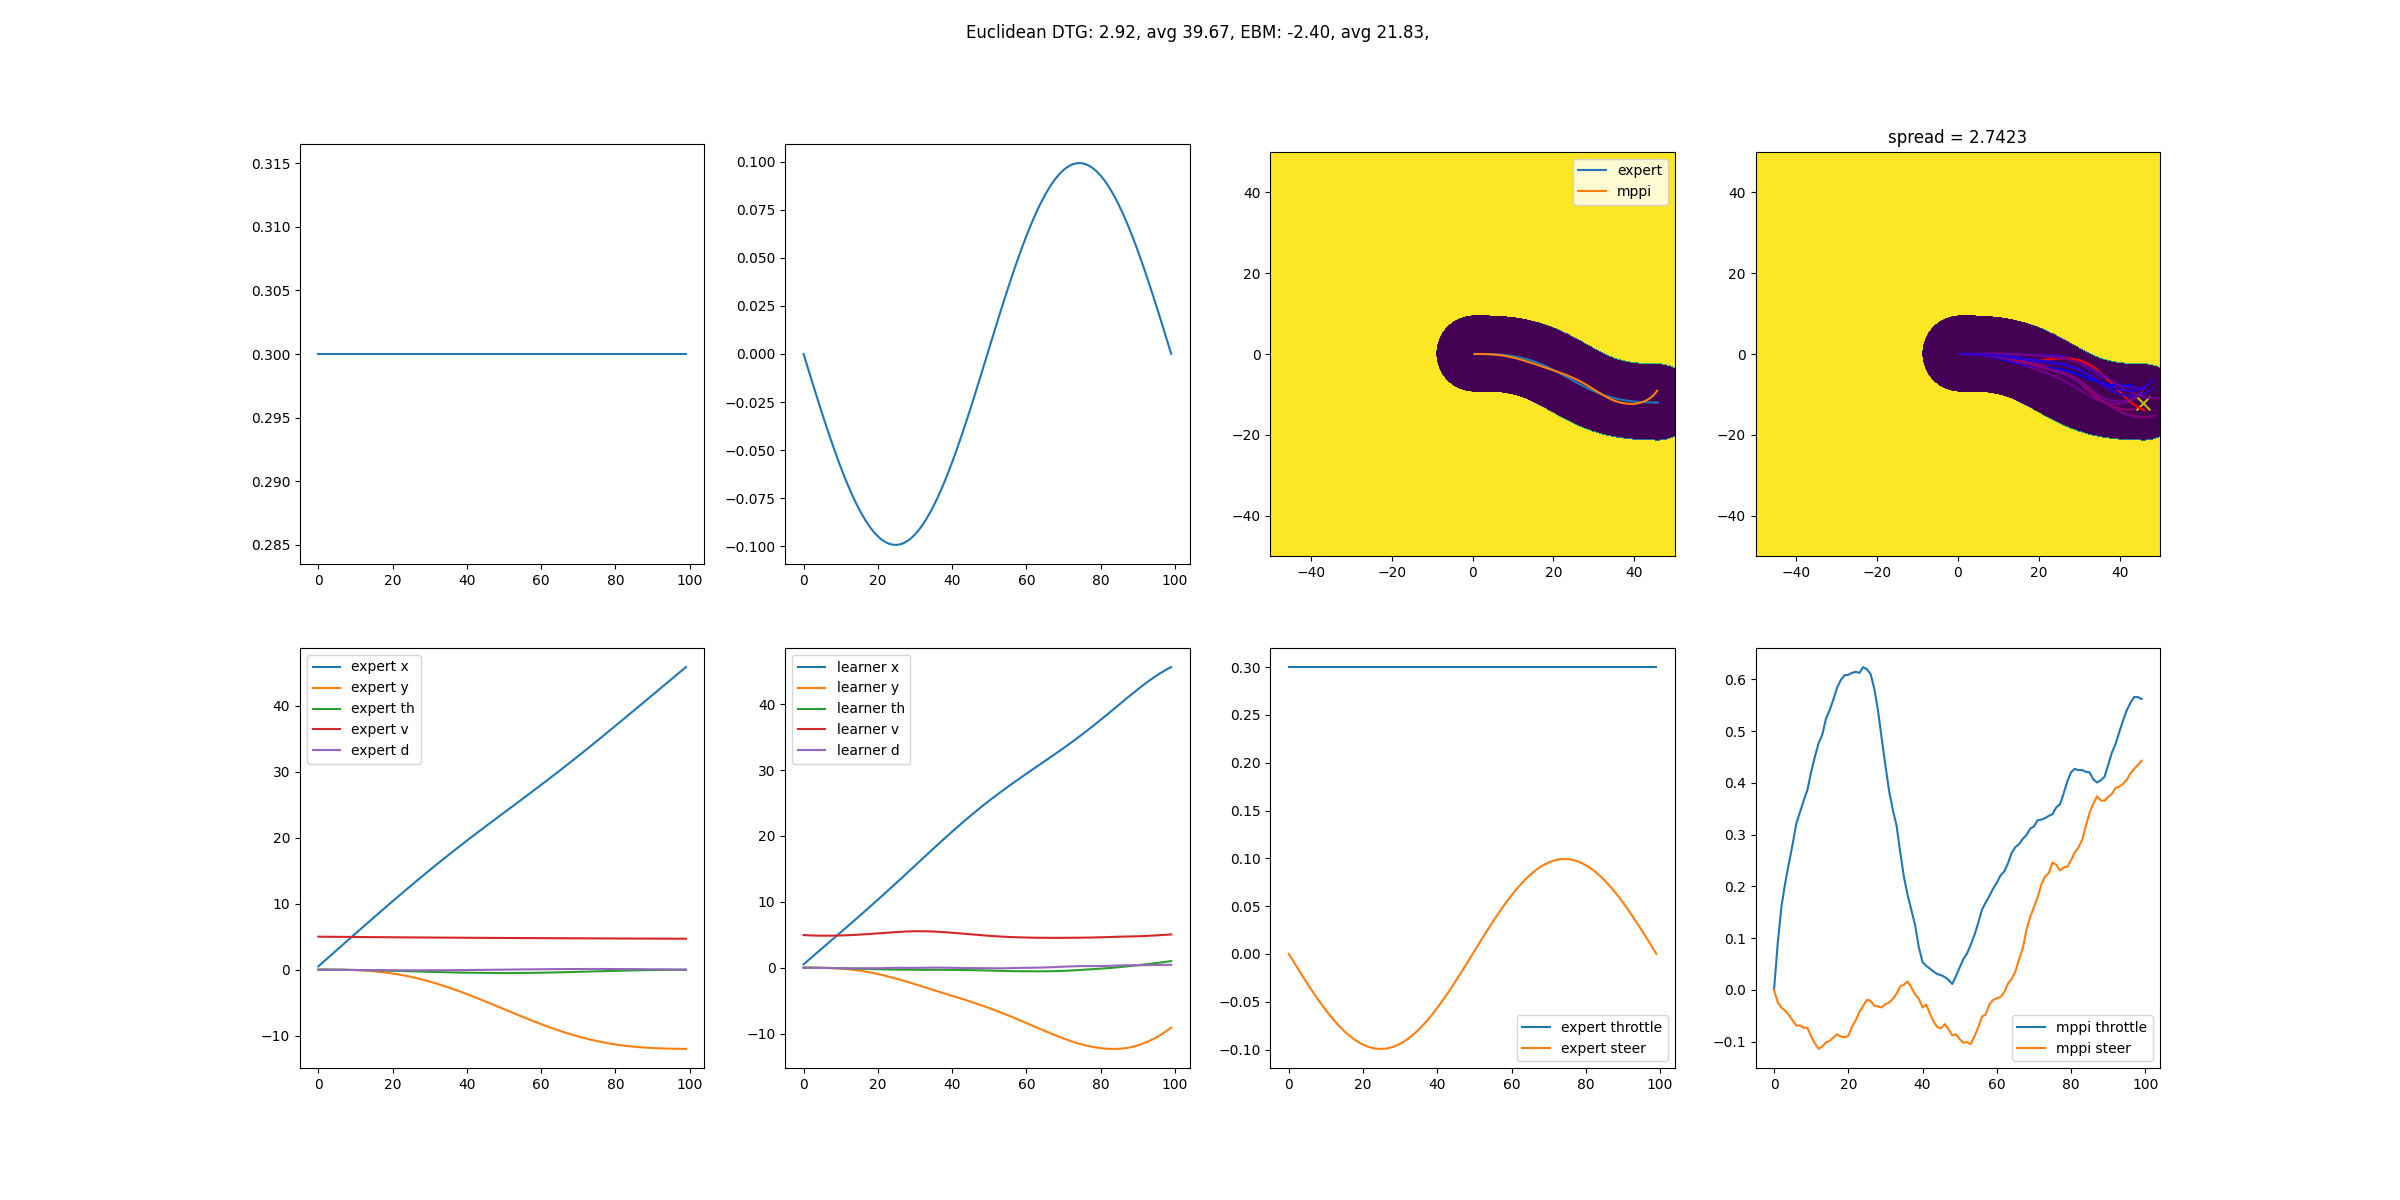 Euclidean DTG: 2.92, avg 39.67, EBM: -2.40, avg 21.83,
0.315
0.310
0.305
0.300
0.295
0.290
0.285
0 20 40 60 80 100
0.100
0.075
0.050
0.025
0.000
−0.025
−0.050
−0.075
−0.100
0 20 40 60 80 100
expert
mppi
40
20
0
−20
−40
−40 −20 0 20 40
spread = 2.7423
40
20
0
−20
−40
−40 −20 0 20 40
expert x
expert y
expert th
expert v
expert d
40
30
20
10
0
−10
0 20 40 60 80 100
learner x
learner y
learner th
learner v
learner d
40
30
20
10
0
−10
0 20 40 60 80 100
0.30
0.25
0.20
0.15
0.10
0.05
0.00
−0.05
−0.10
expert throttle
expert steer
0 20 40 60 80 100
0.6
0.5
0.4
0.3
0.2
0.1
0.0
−0.1
mppi throttle
mppi steer
0 20 40 60 80 100